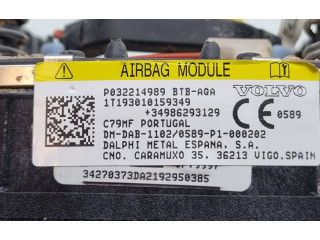 AIRBAG MODULE
P032214989 BTB-AQA
VOLVO
1T193010159349
+34986293129
CE 0589
C79MF PORTUGAL
DM-DAB-1102/0589-P1-000202
DALPHI METAL ESPANA, S.A.
CNO. CARAMUXO 35, 36213 VIGO.SPAIN
34270373DA2192950385